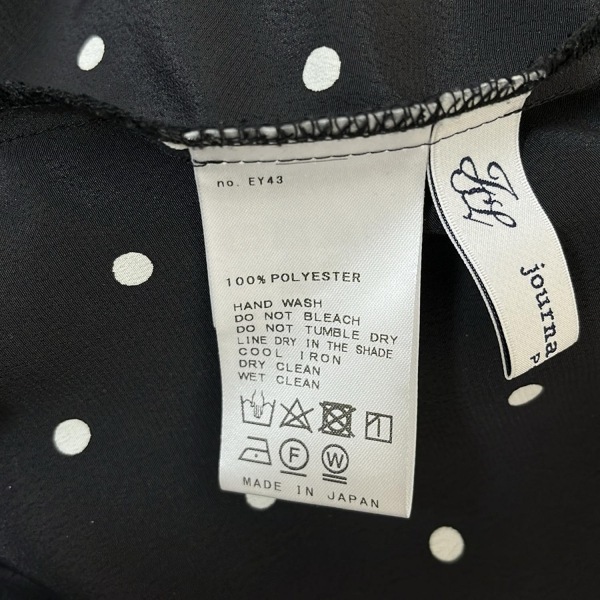 no. EY43
100% POLYESTER
HAND WASH
DO NOT BLEACH
DO NOT TUMBLE DRY
LINE DRY IN THE SHADE
COOL IRON
DRY CLEAN
WET CLEAN
F
W
MADE IN JAPAN
journa